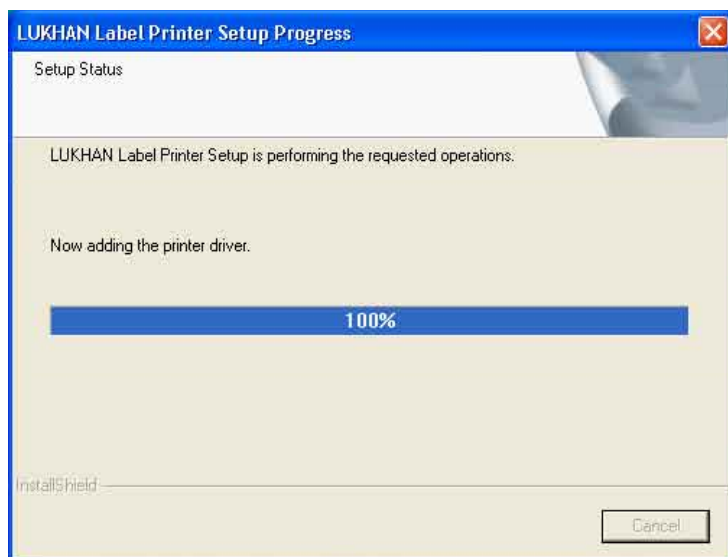 LUKHAN Label Printer Setup Progress
Setup Status
LUKHAN Label Printer Setup is performing the requested operations.
Now adding the printer driver.
100%
InstallShield
Cancel